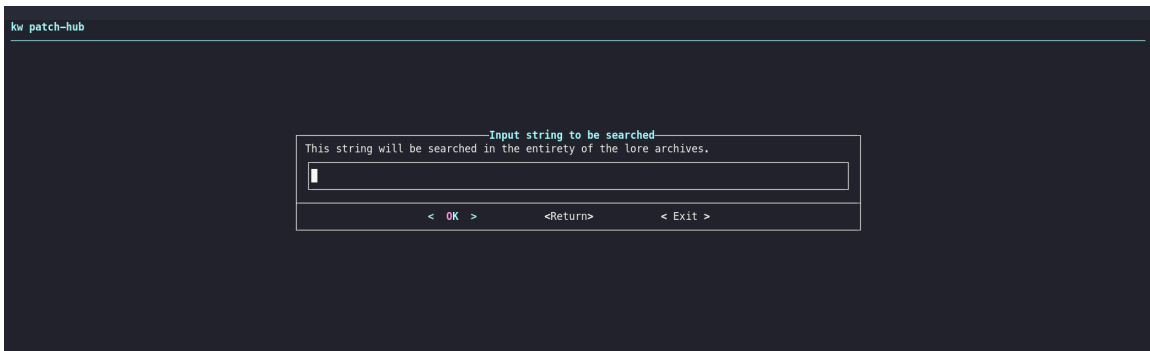 kw patch-hub
Input string to be searched
This string will be searched in the entirety of the lore archives.
< OK > <Return> < Exit >